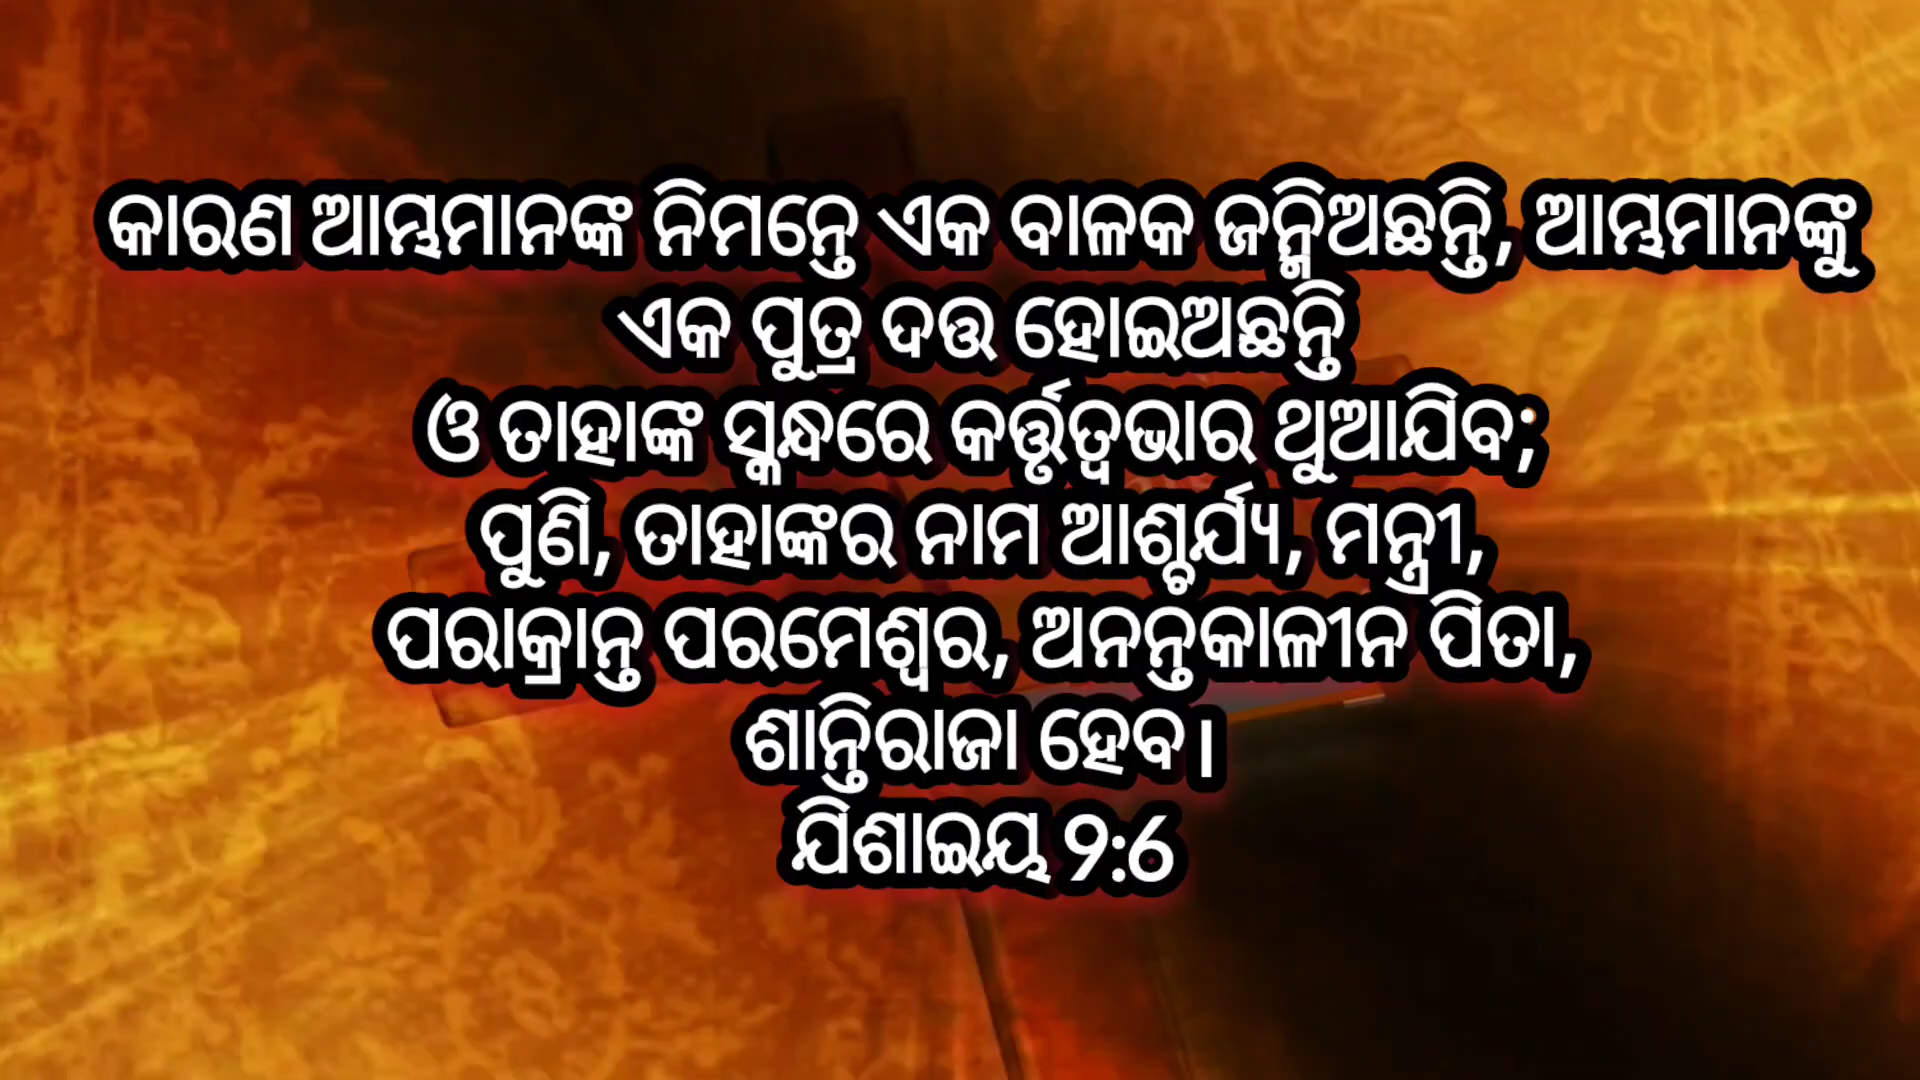 କାରଣ ଆମ୍ଭମାନଙ୍କ ନିମନ୍ତେ ଏକ ବାଳକ ଜନ୍ମିଅଛନ୍ତି, ଆମ୍ଭମାନଙ୍କୁ
ଏକ ପୁତ୍ର ଦତ୍ତ ହୋଇଅଛନ୍ତି
ଓ ତାହାଙ୍କ ସ୍କନ୍ଧରେ କର୍ତ୍ତୃତ୍ୱଭାର ଥୁଆଯିବ;
ପୁଣି, ତାହାଙ୍କର ନାମ ଆଶ୍ଚର୍ଯ୍ୟ, ମନ୍ତ୍ରୀ,
ପରାକ୍ରାନ୍ତ ପରମେଶ୍ୱର, ଅନନ୍ତକାଳୀନ ପିତା,
ଶାନ୍ତିରାଜା ହେବ।
ଯିଶାଇୟ 9:6